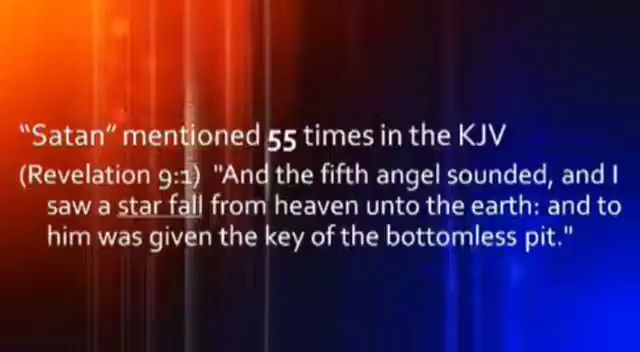 "Satan" mentioned 55 times in the KJV
(Revelation 9:1) "And the fifth angel sounded, and I
saw a star fall from heaven unto the earth: and to
him was given the key of the bottomless pit."